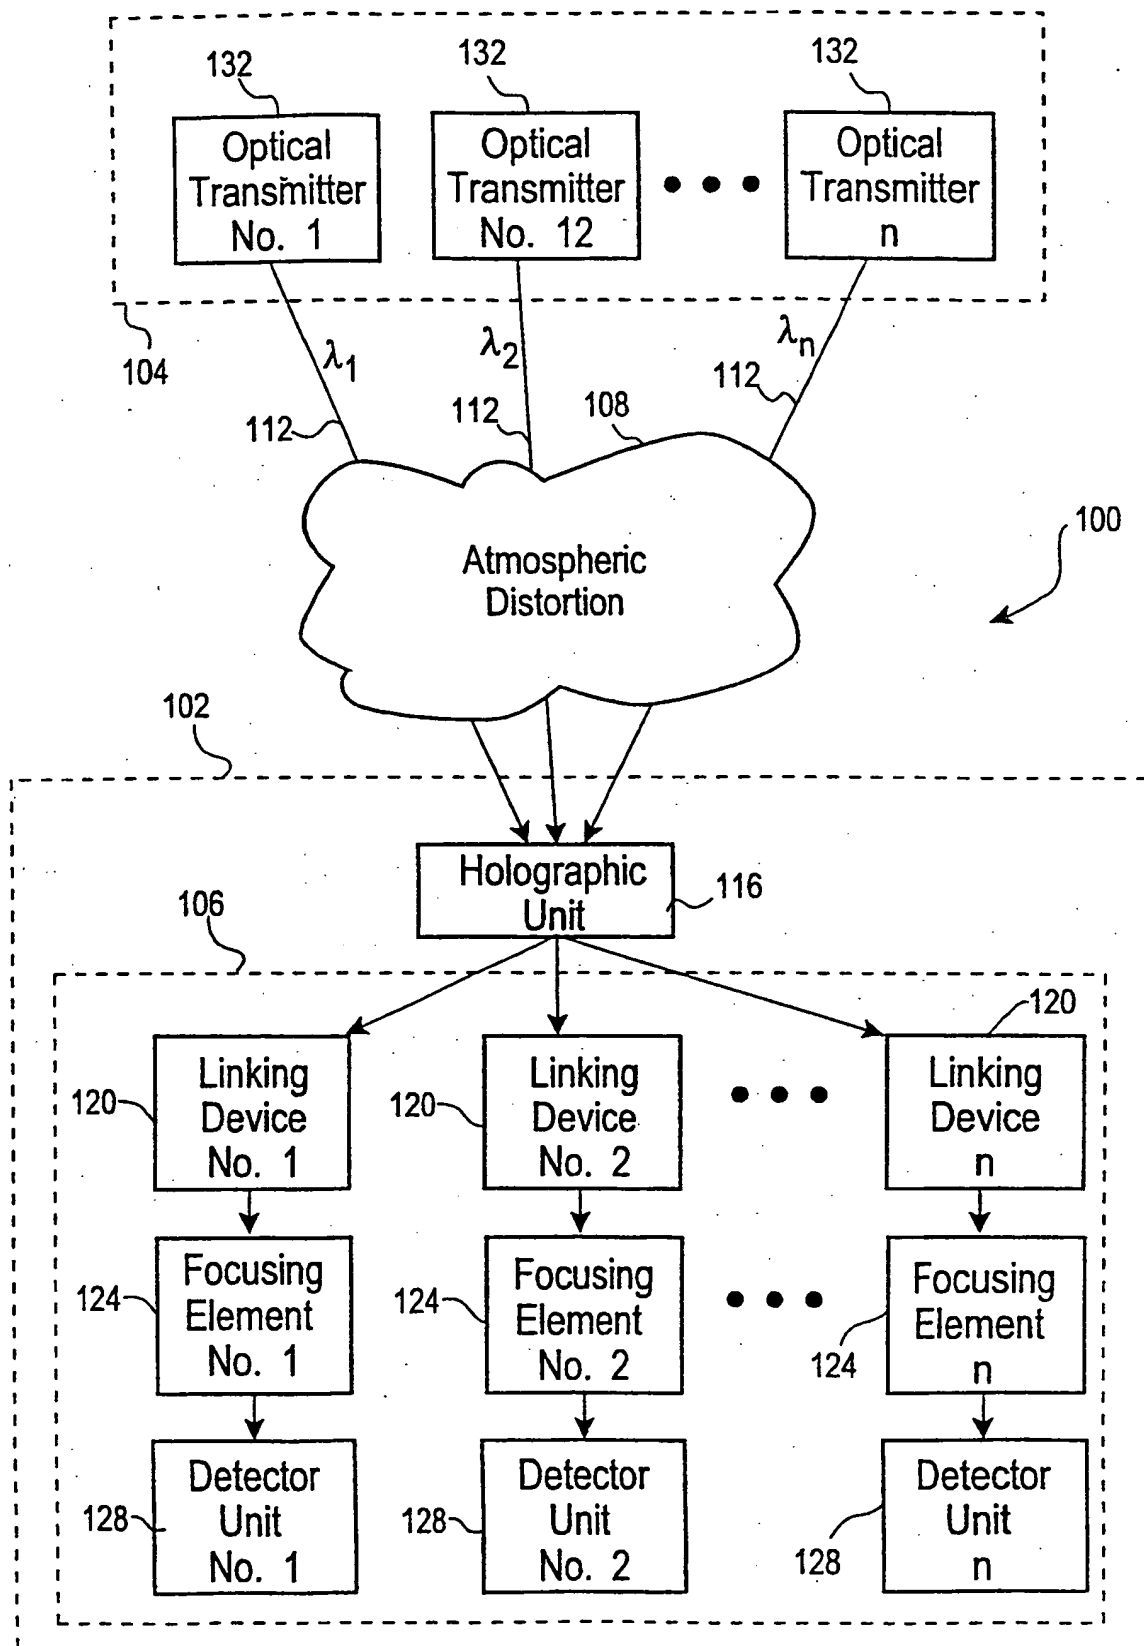 132
132
132
Optical
Transmitter
No. 1
Optical
Transmitter
No. 12
Optical
Transmitter
n
104
λ1
λ2
λn
112
112
112
108
Atmospheric
Distortion
100
102
Holographic
Unit
116
106
120
Linking
Device
No. 1
120
Linking
Device
No. 2
120
Linking
Device
n
124
Focusing
Element
No. 1
124
Focusing
Element
No. 2
124
Focusing
Element
n
128
Detector
Unit
No. 1
128
Detector
Unit
No. 2
128
Detector
Unit
n